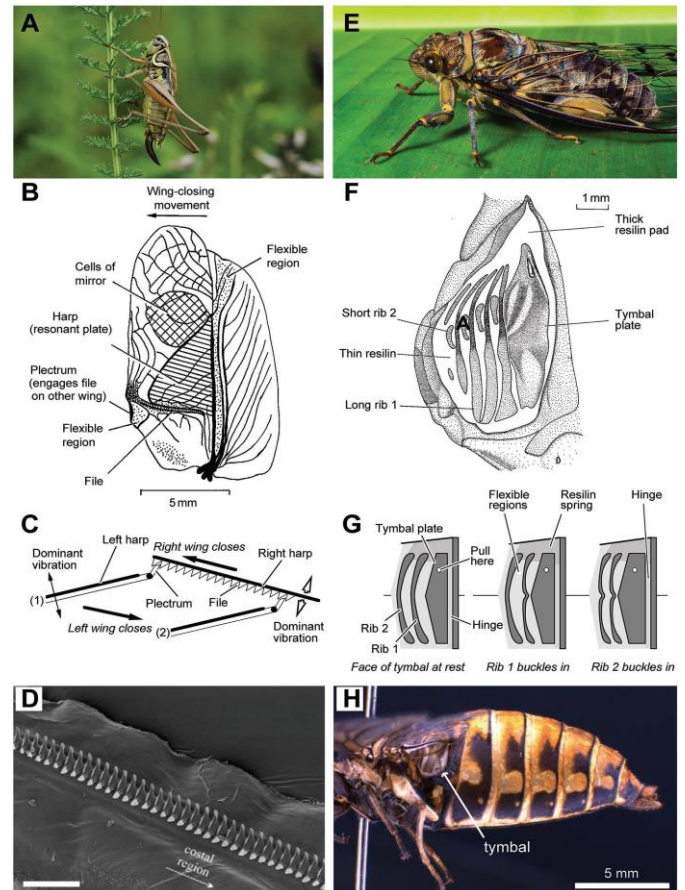 A
E
B
Wing-closing
movement
Flexible
region
Cells of
mirror
Harp
(resonant plate)
Plectrum
(engages file
on other wing)
Flexible
region
File
5 mm
F
1 mm
Thick
resilin pad
Short rib 2
A
Thin resilin
Tymbal
plate
Long rib 1
C
Left harp
Right wing closes
Right harp
Dominant
vibration
(1)
Plectrum
File
Left wing closes
(2)
Dominant
vibration
G
Flexible
regions
Resilin
spring
Hinge
Tymbal plate
Pull
here
Rib 2
Rib 1
Hinge
Face of tymbal at rest
Rib 1 buckles in
Rib 2 buckles in
D
costal
region
H
tymbal
5 mm